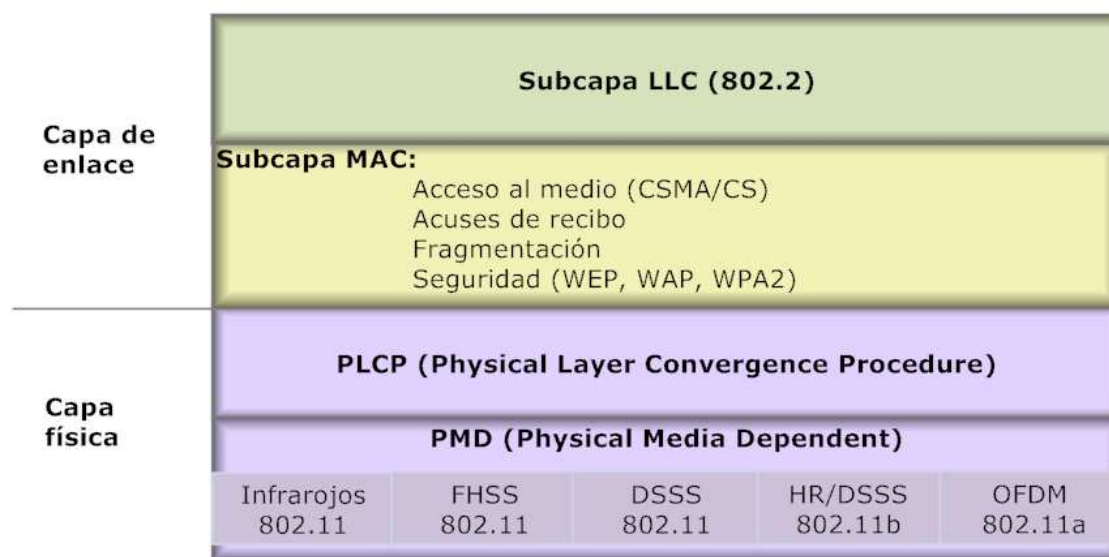 Subcapa LLC (802.2)
Capa de
enlace
Subcapa MAC:
Acceso al medio (CSMA/CS)
Acuses de recibo
Fragmentación
Seguridad (WEP, WAP, WPA2)
PLCP (Physical Layer Convergence Procedure)
Capa
física
PMD (Physical Media Dependent)
Infrarojos
802.11
FHSS
802.11
DSSS
802.11
HR/DSSS
802.11b
OFDM
802.11a